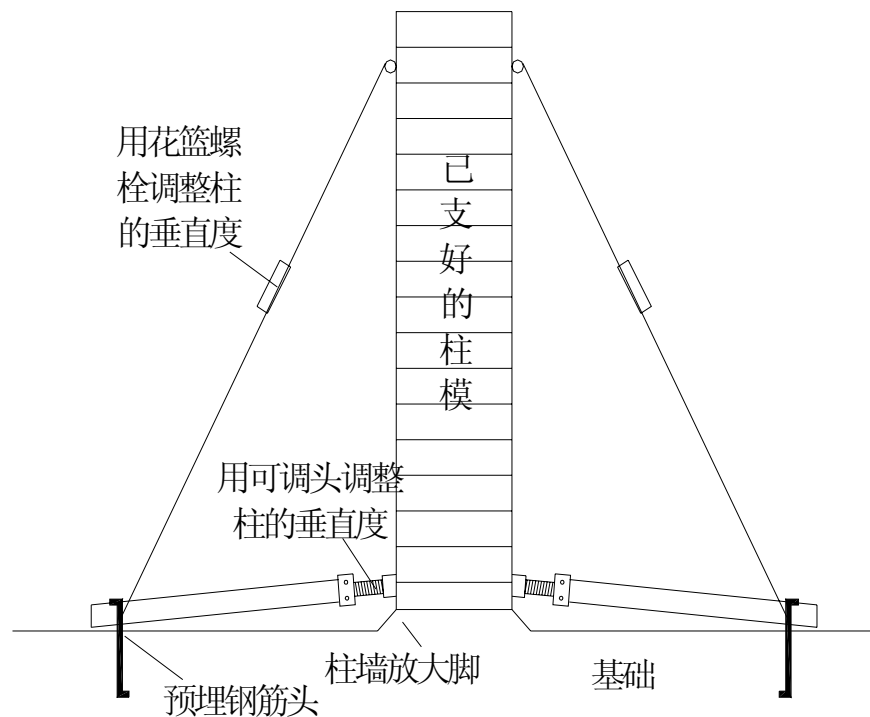 用花篮螺
栓调整柱
的垂直度
已支好的柱模
用可调头调整
柱的垂直度
柱墙放大脚
基础
预埋钢筋头